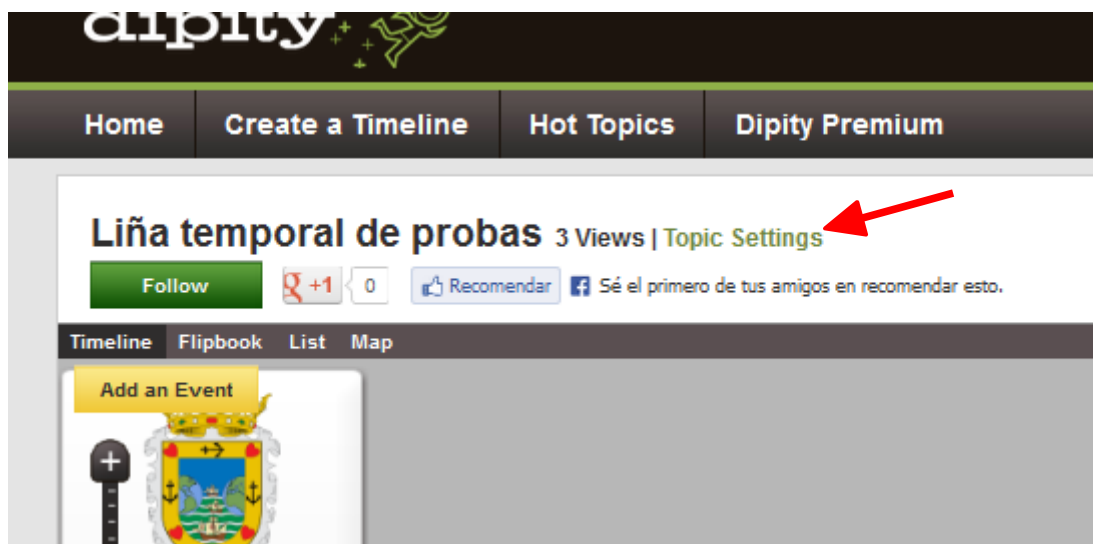 dipity
Home Create a Timeline Hot Topics Dipity Premium
Liña temporal de probas 3 Views | Topic Settings
Follow +1 0 Recomendar Sé el primero de tus amigos en recomendar esto.
Timeline Flipbook List Map
Add an Event